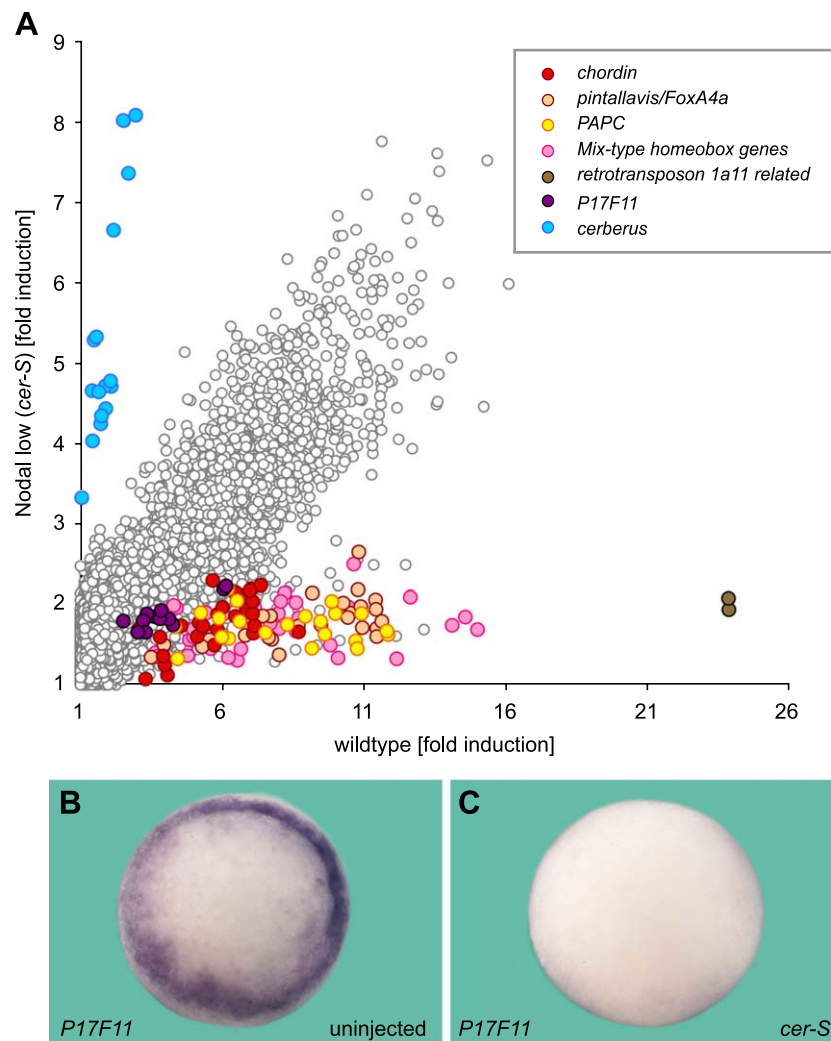 A
9
8
7
6
5
4
3
2
1
Nodal low (cer-S) [fold induction]
chordin
pintallavis/FoxA4a
PAPC
Mix-type homeobox genes
retrotransposon 1a11 related
P17F11
cerberus
1 6 11 16 21 26
wildtype [fold induction]
B
P17F11 uninjected
C
P17F11 cer-S